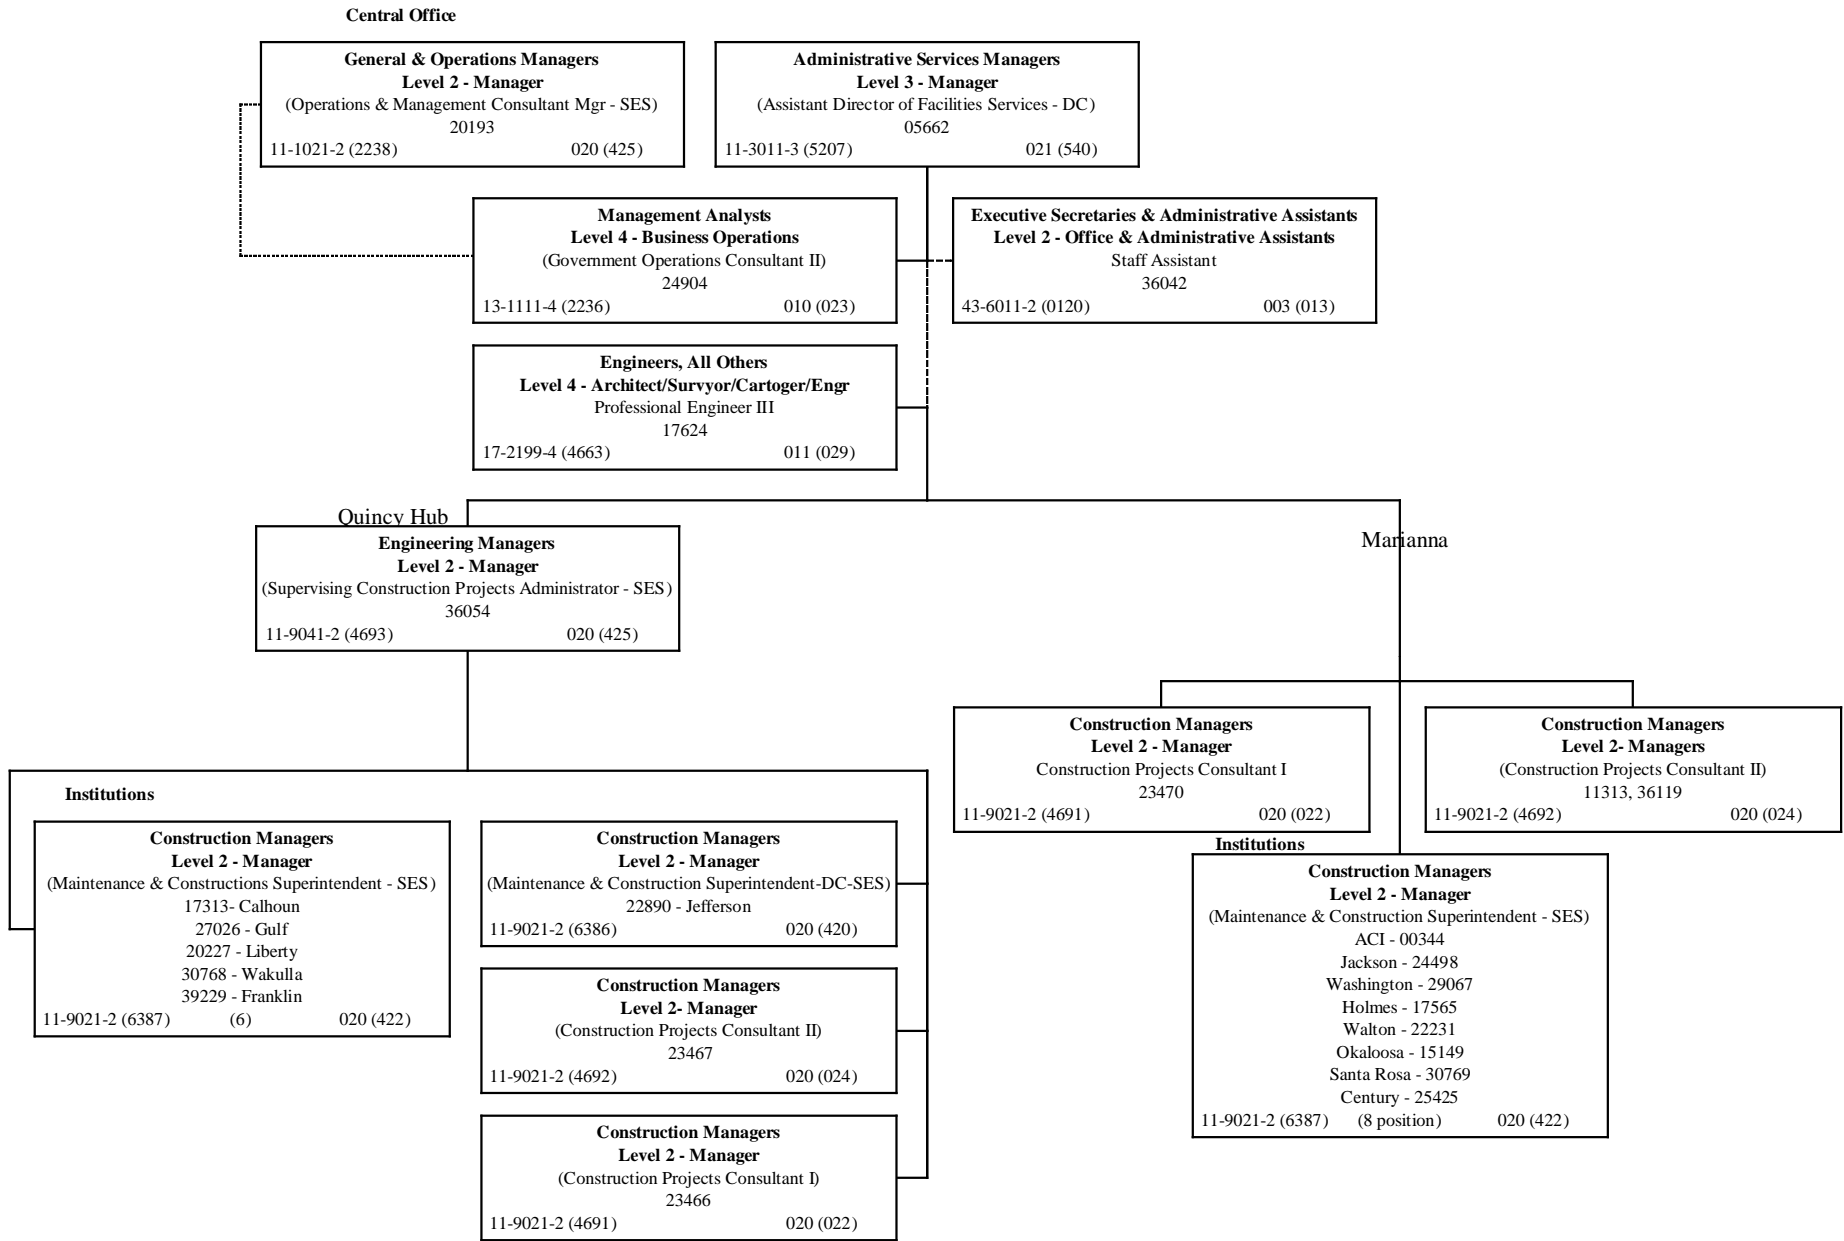 Central Office
General & Operations Managers
Level 2 - Manager
(Operations & Management Consultant Mgr - SES)
20193
11-1021-2 (2238) 020 (425)
Administrative Services Managers
Level 3 - Manager
(Assistant Director of Facilities Services - DC)
05662
11-3011-3 (5207) 021 (540)
Management Analysts
Level 4 - Business Operations
(Government Operations Consultant II)
24904
13-1111-4 (2236) 010 (023)
Executive Secretaries & Administrative Assistants
Level 2 - Office & Administrative Assistants
Staff Assistant
36042
43-6011-2 (0120) 003 (013)
Engineers, All Others
Level 4 - Architect/Survyor/Cartoger/Engr
Professional Engineer III
17624
17-2199-4 (4663) 011 (029)
Quincy Hub
Engineering Managers
Level 2 - Manager
(Supervising Construction Projects Administrator - SES)
36054
11-9041-2 (4693) 020 (425)
Marianna
Construction Managers
Level 2 - Manager
Construction Projects Consultant I
23470
11-9021-2 (4691) 020 (022)
Construction Managers
Level 2- Managers
(Construction Projects Consultant II)
11313, 36119
11-9021-2 (4692) 020 (024)
Institutions
Construction Managers
Level 2 - Manager
(Maintenance & Constructions Superintendent - SES)
17313- Calhoun
27026 - Gulf
20227 - Liberty
30768 - Wakulla
39229 - Franklin
11-9021-2 (6387) (6) 020 (422)
Construction Managers
Level 2 - Manager
(Maintenance & Construction Superintendent-DC-SES)
22890 - Jefferson
11-9021-2 (6386) 020 (420)
Construction Managers
Level 2- Manager
(Construction Projects Consultant II)
23467
11-9021-2 (4692) 020 (024)
Construction Managers
Level 2 - Manager
(Construction Projects Consultant I)
23466
11-9021-2 (4691) 020 (022)
Institutions
Construction Managers
Level 2 - Manager
(Maintenance & Construction Superintendent - SES)
ACI - 00344
Jackson - 24498
Washington - 29067
Holmes - 17565
Walton - 22231
Okaloosa - 15149
Santa Rosa - 30769
Century - 25425
11-9021-2 (6387) (8 position) 020 (422)